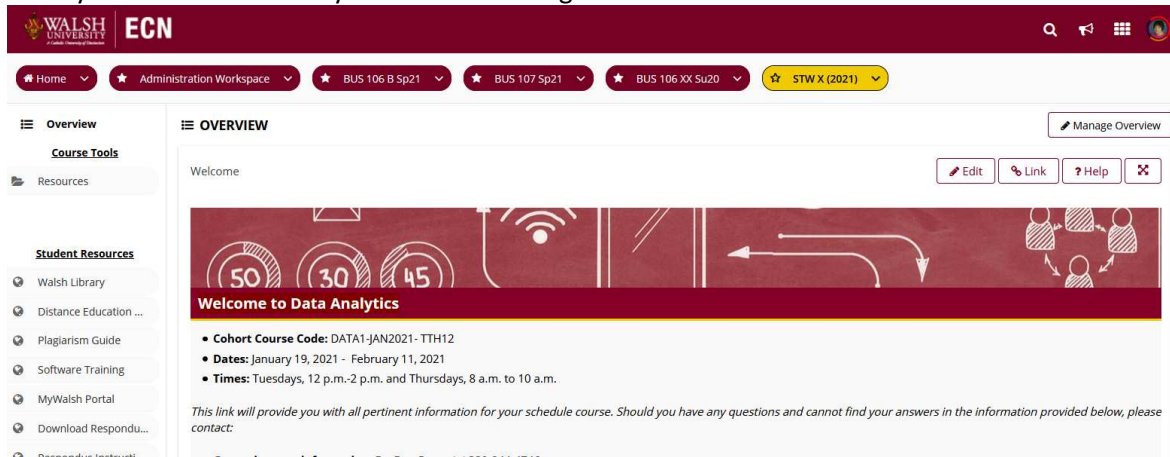 WALSH
UNIVERSITY
ECN
Home
Administration Workspace
BUS 106 B Sp21
BUS 107 Sp21
BUS 106 XX Su20
STW X (2021)
Overview
Course Tools
Resources
Student Resources
Walsh Library
Distance Education ...
Plagiarism Guide
Software Training
MyWalsh Portal
Download Respondu...
OVERVIEW
Manage Overview
Welcome
Edit
Link
? Help
50
30
45
Welcome to Data Analytics
• Cohort Course Code: DATA1-JAN2021- TTH12
• Dates: January 19, 2021 - February 11, 2021
• Times: Tuesdays, 12 p.m.-2 p.m. and Thursdays, 8 a.m. to 10 a.m.
This link will provide you with all pertinent information for your schedule course. Should you have any questions and cannot find your answers in the information provided below, please
contact: